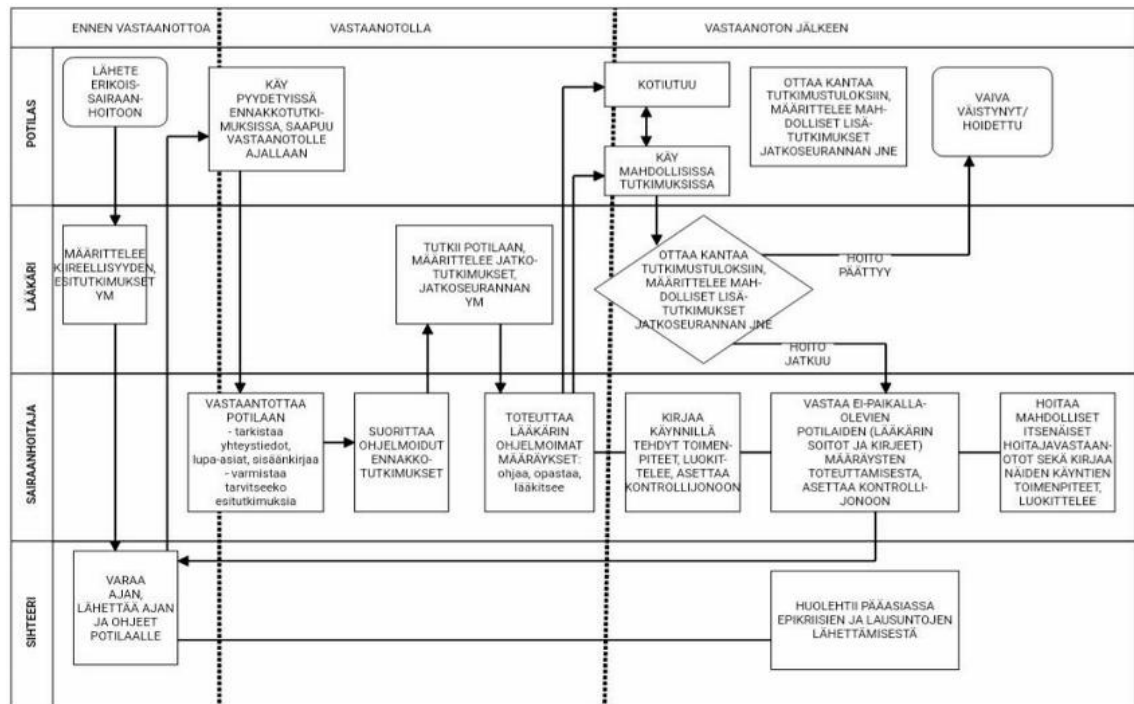 ENNEN VASTAANOTTOA
VASTAANOTOLLA
VASTAANOTON JÄLKEEN
POTILAS
LÄHETE
ERIKOIS-
SAIRAAN-
HOITOON
KÄY
PYYDETYISSÄ
ENNAKKOTUTKI-
MUKSISSA, SAAPUU
VASTAANOTOLLE
AJALLAAN
KOTIUTUU
KÄY
MAHDOLLISISSA
TUTKIMUKSISSA
OTTAA KANTAA
TUTKIMUSTULOKSIIN,
MÄÄRITTELEE MAH-
DOLLISET LISÄ-
TUTKIMUKSET
JATKOSEURANNAN JNE
VAIVA
VÄISTYNYT/
HOIDETTU
LÄÄKÄRI
MÄÄRITTELEE
KIIREELLISYYDEN,
ESITUTKIMUKSET
YM
TUTKII POTILAAN,
MÄÄRITTELEE JATKO-
TUTKIMUKSET,
JATKOSEURANNAN
YM
OTTAA KANTAA
TUTKIMUSTULOKSIIN,
MÄÄRITTELEE MAH-
DOLLISET LISÄ-
TUTKIMUKSET
JATKOSEURANNAN JNE
HOITO
PÄÄTTYY
HOITO
JATKUU
SAIRAANHOITAJA
VASTAANTOTTAA
POTILAAN
- tarkistaa
yhteystiedot,
lupa-asiat, sisäänkirjaa
- varmistaa
tarvitseeko
esitutkimuksia
SUORITTAA
OHJELMOIDUT
ENNAKKO-
TUTKIMUKSET
TOTEUTTAA
LÄÄKÄRIN
OHJELMOIMAT
MÄÄRÄYKSET:
ohjaa, opastaa,
lääkitsee
KIRJAA
KÄYNNILLÄ
TEHDYT TOIMEN-
PITEET, LUOKIT-
TELEE, ASETTAA
KONTROLLIJONOON
VASTAA EI-PAIKALLA-
OLEVIEN
POTILAIDEN (LÄÄKÄRIN
SOITOT JA KIRJEET)
MÄÄRÄYSTEN
TOTEUTTAMISESTA,
ASETTAA KONTROLLI-
JONOON
HOITAA
MAHDOLLISET
ITSENÄISET
HOITAJAVASTAAN-
OTOT SEKÄ KIRJAA
NÄIDEN KÄYNTIEN
TOIMENPITEET,
LUOKITTELEE
SIHTEERI
VARAA
AJAN,
LÄHETTÄÄ AJAN
JA OHJEET
POTILAALLE
HUOLEHTII PÄÄASIASSA
EPIKRIISIEN JA LAUSUNTOJEN
LÄHETTÄMISESTÄ